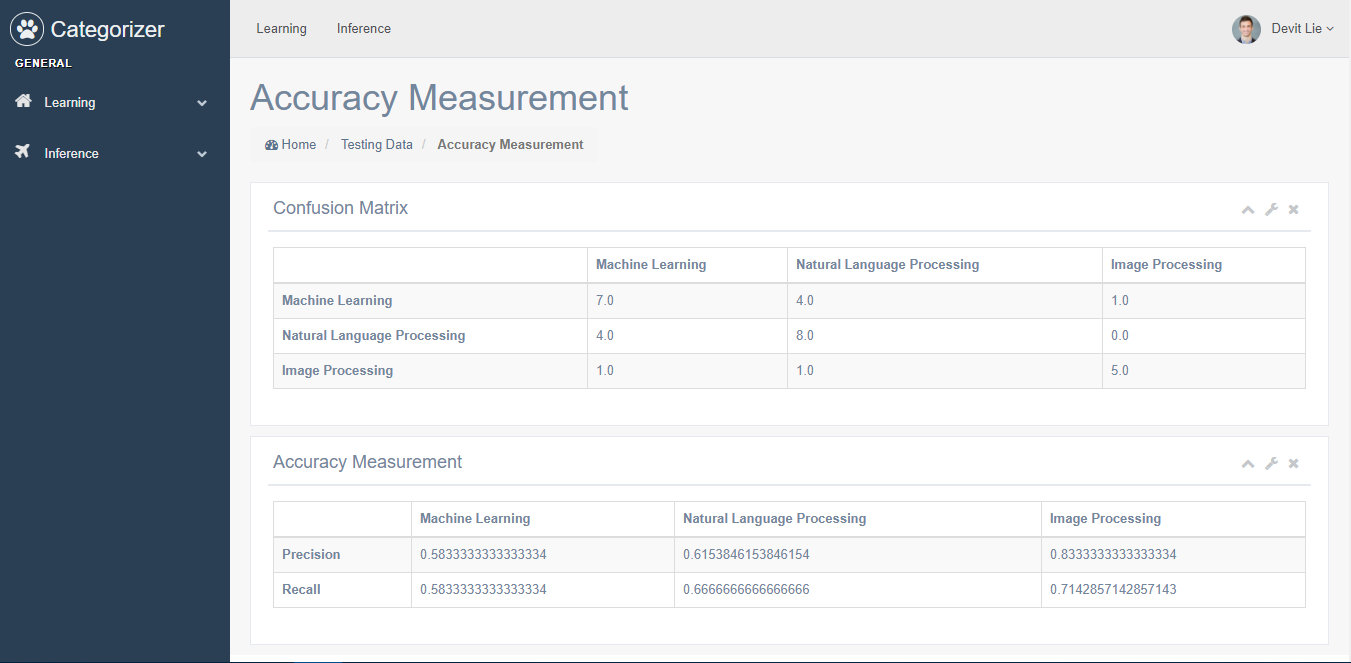 Categorizer
GENERAL
Learning
Inference
Learning Inference Devit Lie
Accuracy Measurement
Home / Testing Data / Accuracy Measurement
Confusion Matrix
Machine Learning Natural Language Processing Image Processing
Machine Learning 7.0 4.0 1.0
Natural Language Processing 4.0 8.0 0.0
Image Processing 1.0 1.0 5.0
Accuracy Measurement
Machine Learning Natural Language Processing Image Processing
Precision 0.5833333333333334 0.6153846153846154 0.8333333333333334
Recall 0.5833333333333334 0.6666666666666666 0.7142857142857143